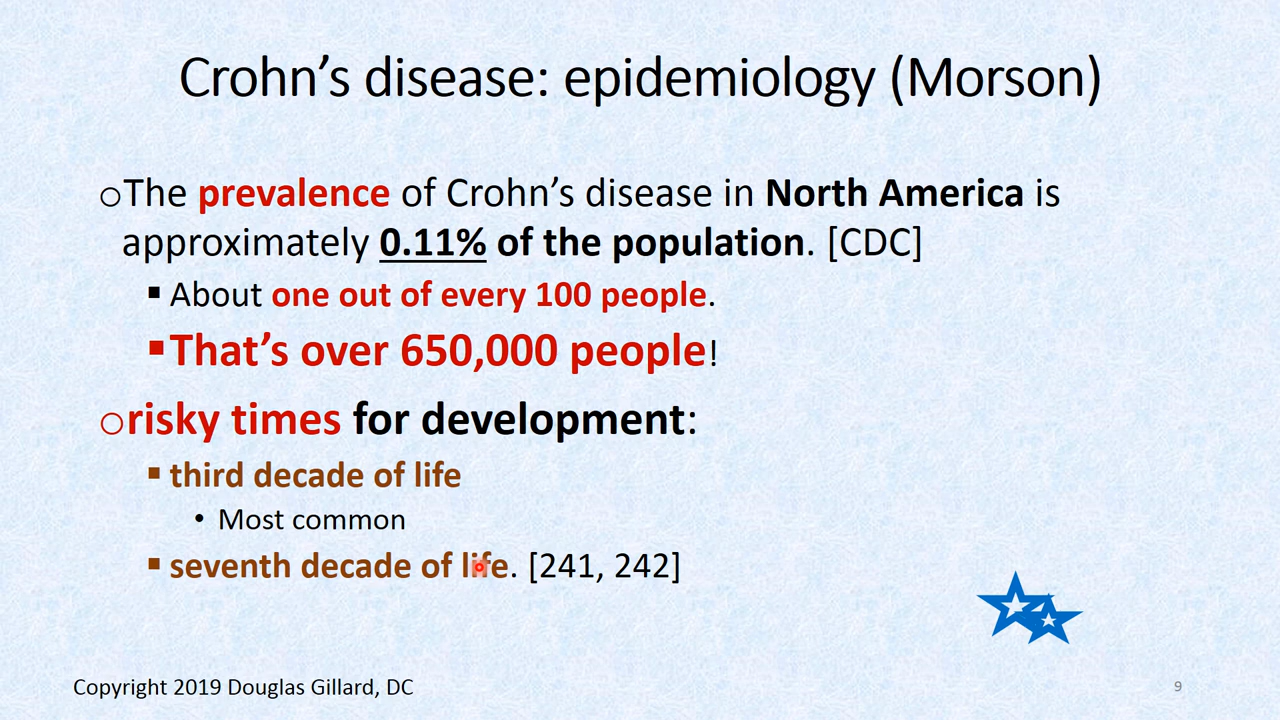 Crohn’s disease: epidemiology (Morson)
The prevalence of Crohn’s disease in North America is
approximately 0.11% of the population. [CDC]
About one out of every 100 people.
That’s over 650,000 people!
risky times for development:
third decade of life
Most common
seventh decade of life. [241, 242]
Copyright 2019 Douglas Gillard, DC
9